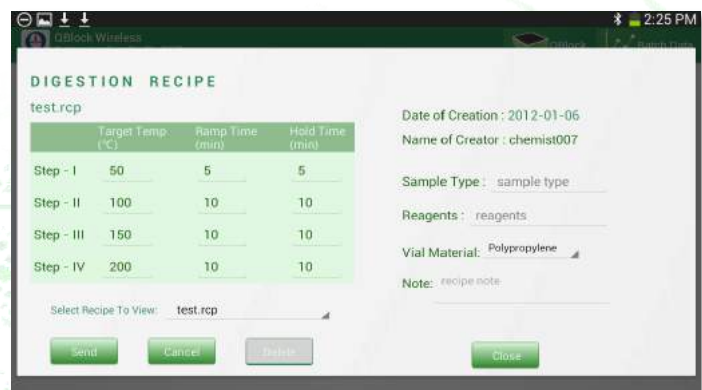 2:25 PM
QBlock Wireless
QBlock
Batch Data
DIGESTION RECIPE
test.rcp
Target Temp (℃) Ramp Time (min) Hold Time (min)
Step - I 50 5 5
Step - II 100 10 10
Step - III 150 10 10
Step - IV 200 10 10
Select Recipe To View: test.rcp
Send Cancel Delete
Date of Creation : 2012-01-06
Name of Creator : chemist007
Sample Type : sample type
Reagents : reagents
Vial Material: Polypropylene
Note: recipe note
Close